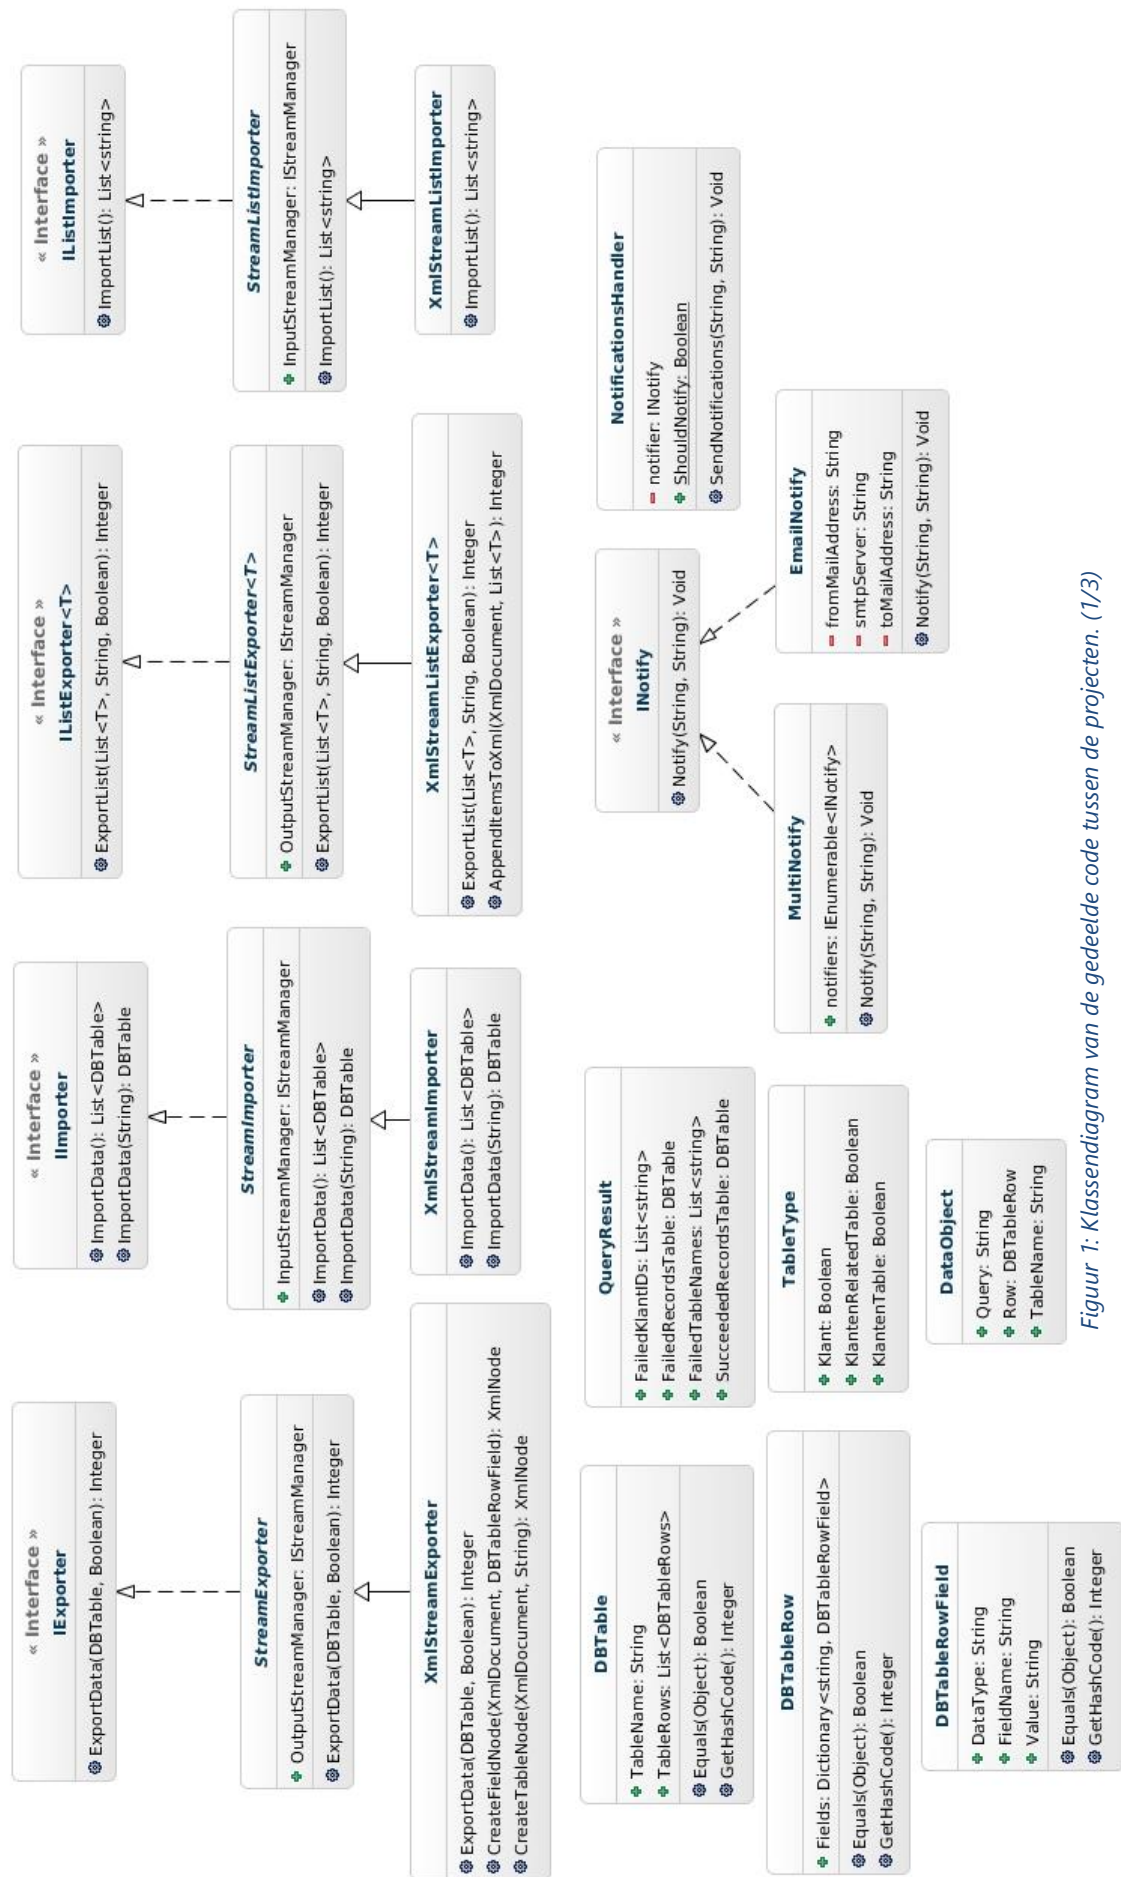 « Interface »
IExporter
ExportData(DBTable, Boolean): Integer
StreamExporter
OutputStreamManager: IStreamManager
ExportData(DBTable, Boolean): Integer
XmlStreamExporter
ExportData(DBTable, Boolean): Integer
CreateFieldNode(XmlDocument, DBTableRowField): XmlNode
CreateTableNode(XmlDocument, String): XmlNode
« Interface »
IImporter
ImportData(): List<DBTable>
ImportData(String): DBTable
StreamImporter
InputStreamManager: IStreamManager
ImportData(): List<DBTable>
ImportData(String): DBTable
XmlStreamImporter
ImportData(): List<DBTable>
ImportData(String): DBTable
« Interface »
IListExporter<T>
ExportList(List<T>, String, Boolean): Integer
StreamListExporter<T>
OutputStreamManager: IStreamManager
ExportList(List<T>, String, Boolean): Integer
XmlStreamListExporter<T>
ExportList(List<T>, String, Boolean): Integer
AppendItemsToXml(XmlDocument, List<T>): Integer
« Interface »
IListImporter
ImportList(): List<string>
StreamListImporter
InputStreamManager: IStreamManager
ImportList(): List<string>
XmlStreamListImporter
ImportList(): List<string>
DBTable
TableName: String
TableRows: List<DBTableRows>
Equals(Object): Boolean
GetHashCode(): Integer
DBTableRow
Fields: Dictionary<string, DBTableRowField>
Equals(Object): Boolean
GetHashCode(): Integer
DBTableRowField
DataType: String
FieldName: String
Value: String
Equals(Object): Boolean
GetHashCode(): Integer
QueryResult
FailedKlantIDs: List<string>
FailedRecordsTable: DBTable
FailedTableNames: List<string>
SucceededRecordsTable: DBTable
TableType
Klant: Boolean
KlantenRelatedTable: Boolean
KlantenTable: Boolean
DataObject
Query: String
Row: DBTableRow
TableName: String
« Interface »
INotify
Notify(String, String): Void
MultiNotify
notifiers: IEnumerable<INotify>
Notify(String, String): Void
EmailNotify
fromMailAddress: String
smtpServer: String
toMailAddress: String
Notify(String, String): Void
NotificationsHandler
notifier: INotify
ShouldNotify: Boolean
SendNotifications(String, String): Void
Figuur 1: Klassendiagram van de gedeelde code tussen de projecten. (1/3)